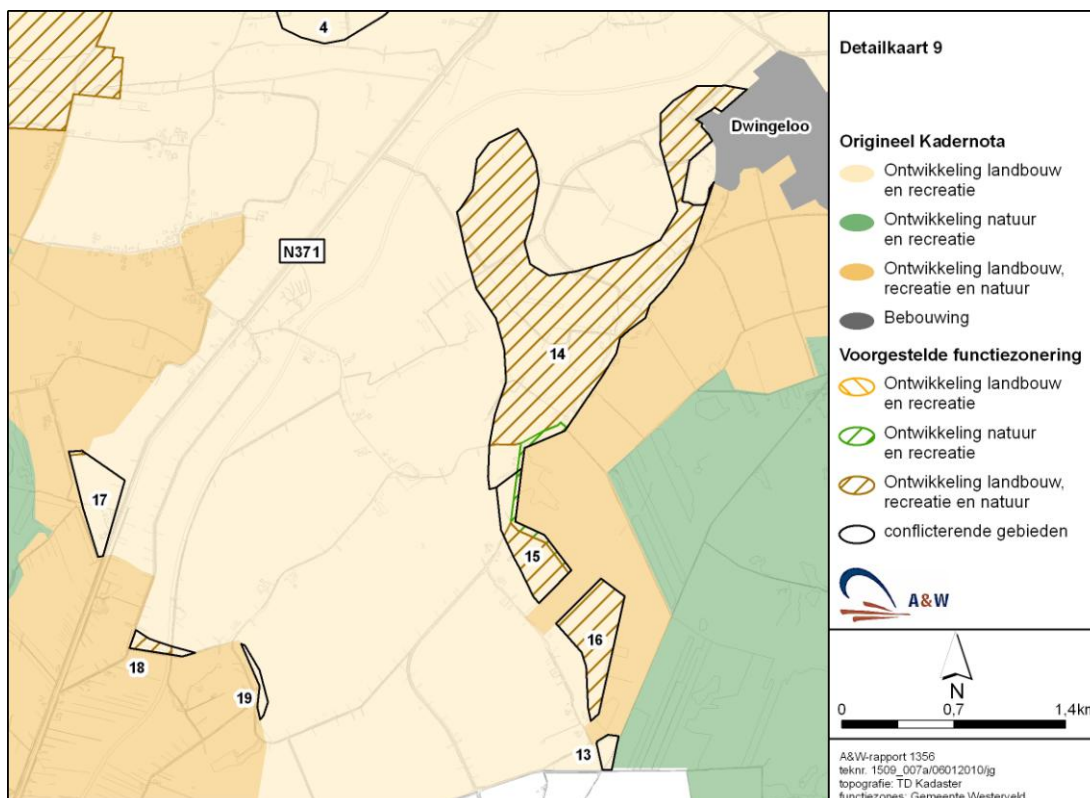 4
Dwingeloo
N371
14
17
15
16
18
19
13
Detailkaart 9
Origineel Kadernota
Ontwikkeling landbouw
en recreatie
Ontwikkeling natuur
en recreatie
Ontwikkeling landbouw,
recreatie en natuur
Bebouwing
Voorgestelde functiezonering
Ontwikkeling landbouw
en recreatie
Ontwikkeling natuur
en recreatie
Ontwikkeling landbouw,
recreatie en natuur
conflicterende gebieden
A&W
N
0 0,7 1,4km
A&W-rapport 1356
teknr. 1509_007a/06012010/jg
topografie: TD Kadaster
functiezones: Gemeente Westerveld